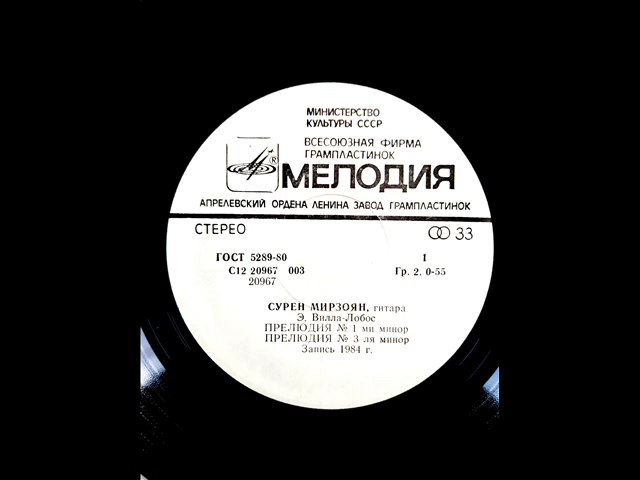 МИНИСТЕРСТВО
КУЛЬТУРЫ СССР
ВСЕСОЮЗНАЯ ФИРМА
ГРАМПЛАСТИНОК
®
МЕЛОДИЯ
АПРЕЛЕВСКИЙ ОРДЕНА ЛЕНИНА ЗАВОД ГРАМПЛАСТИНОК
СТЕРЕО 33
ГОСТ 5289-80 I
С12 20967 003 Гр. 2. 0-55
20967
СУРЕН МИРЗОЯН, гитара
Э. Вилла-Лобос
ПРЕЛЮДИЯ № 1 ми минор
ПРЕЛЮДИЯ № 3 ля минор
Запись 1984 г.